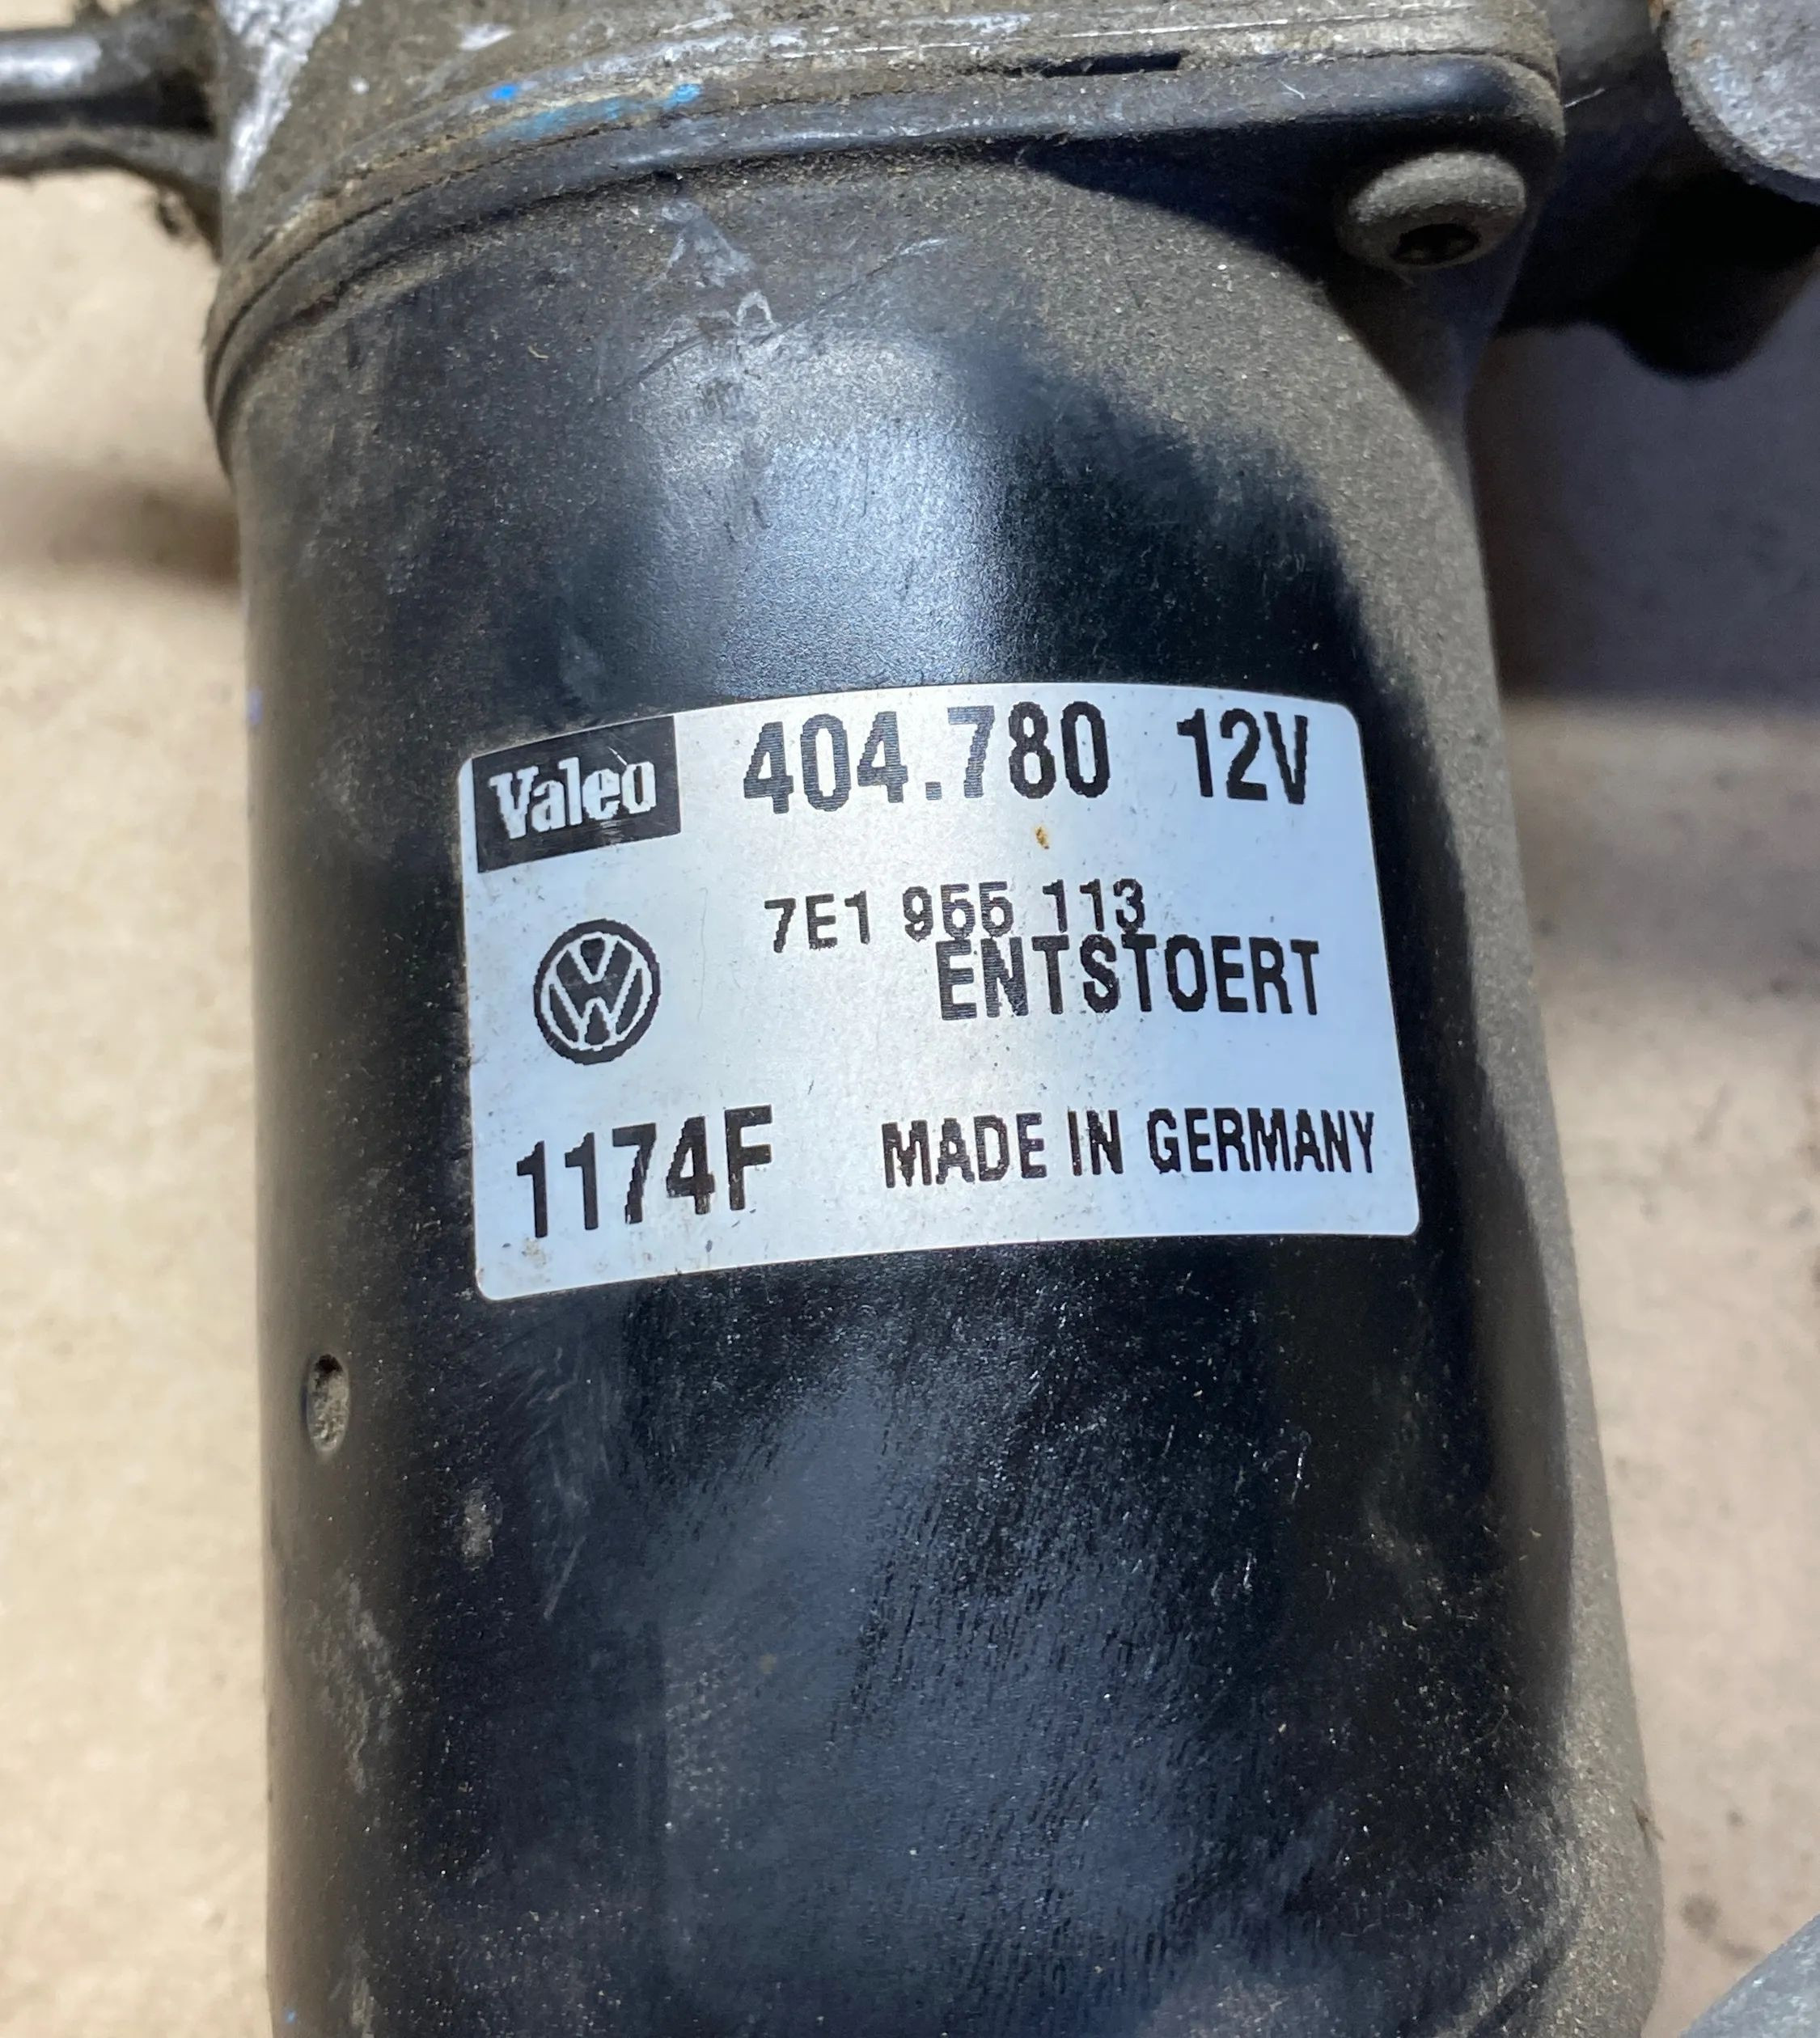 Valeo 404.780 12V
7E1 955 113
ENTSTOERT
1174F MADE IN GERMANY